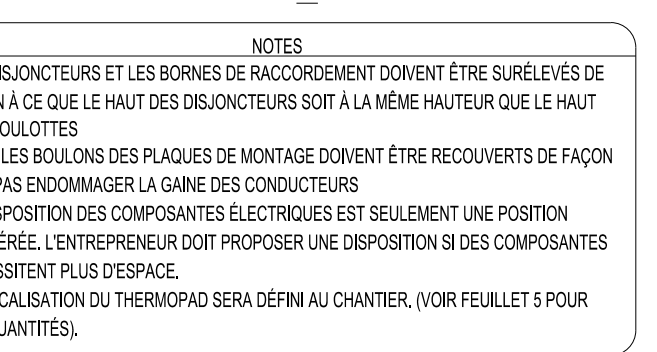 NOTES
ISJONCTEURS ET LES BORNES DE RACCORDEMENT DOIVENT ÊTRE SURÉLEVÉS DE
N À CE QUE LE HAUT DES DISJONCTEURS SOIT À LA MÊME HAUTEUR QUE LE HAUT
OULOTTES
LES BOULONS DES PLAQUES DE MONTAGE DOIVENT ÊTRE RECOUVERTS DE FAÇON
PAS ENDOMMAGER LA GAINE DES CONDUCTEURS
SPOSITION DES COMPOSANTES ÉLECTRIQUES EST SEULEMENT UNE POSITION
ÉRÉE. L'ENTREPRENEUR DOIT PROPOSER UNE DISPOSITION SI DES COMPOSANTES
SSITENT PLUS D'ESPACE.
CALISATION DU THERMOPAD SERA DÉFINI AU CHANTIER. (VOIR FEUILLET 5 POUR
UANTITÉS).